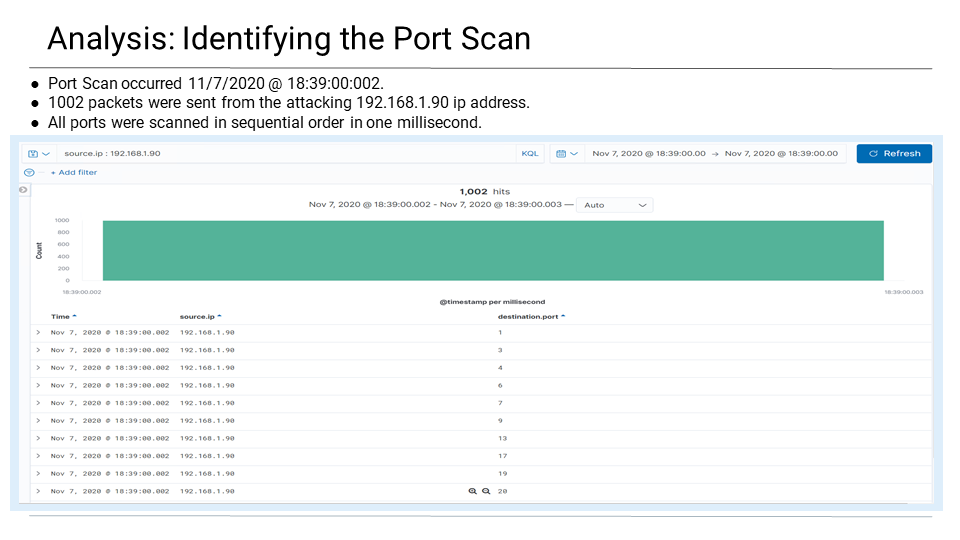 Analysis: Identifying the Port Scan
● Port Scan occurred 11/7/2020 @ 18:39:00:002.
● 1002 packets were sent from the attacking 192.168.1.90 ip address.
● All ports were scanned in sequential order in one millisecond.
source.ip : 192.168.1.90 KQL Nov 7, 2020 @ 18:39:00.00 → Nov 7, 2020 @ 18:39:00.00 Refresh
+ Add filter
1,002 hits
Nov 7, 2020 @ 18:39:00.002 - Nov 7, 2020 @ 18:39:00.003 — Auto
Count
1000
800
600
400
200
0
18:39:00.002 18:39:00.003
@timestamp per millisecond
Time source.ip destination.port
Nov 7, 2020 @ 18:39:00.002 192.168.1.90 1
Nov 7, 2020 @ 18:39:00.002 192.168.1.90 3
Nov 7, 2020 @ 18:39:00.002 192.168.1.90 4
Nov 7, 2020 @ 18:39:00.002 192.168.1.90 6
Nov 7, 2020 @ 18:39:00.002 192.168.1.90 7
Nov 7, 2020 @ 18:39:00.002 192.168.1.90 9
Nov 7, 2020 @ 18:39:00.002 192.168.1.90 13
Nov 7, 2020 @ 18:39:00.002 192.168.1.90 17
Nov 7, 2020 @ 18:39:00.002 192.168.1.90 19
Nov 7, 2020 @ 18:39:00.002 192.168.1.90 20